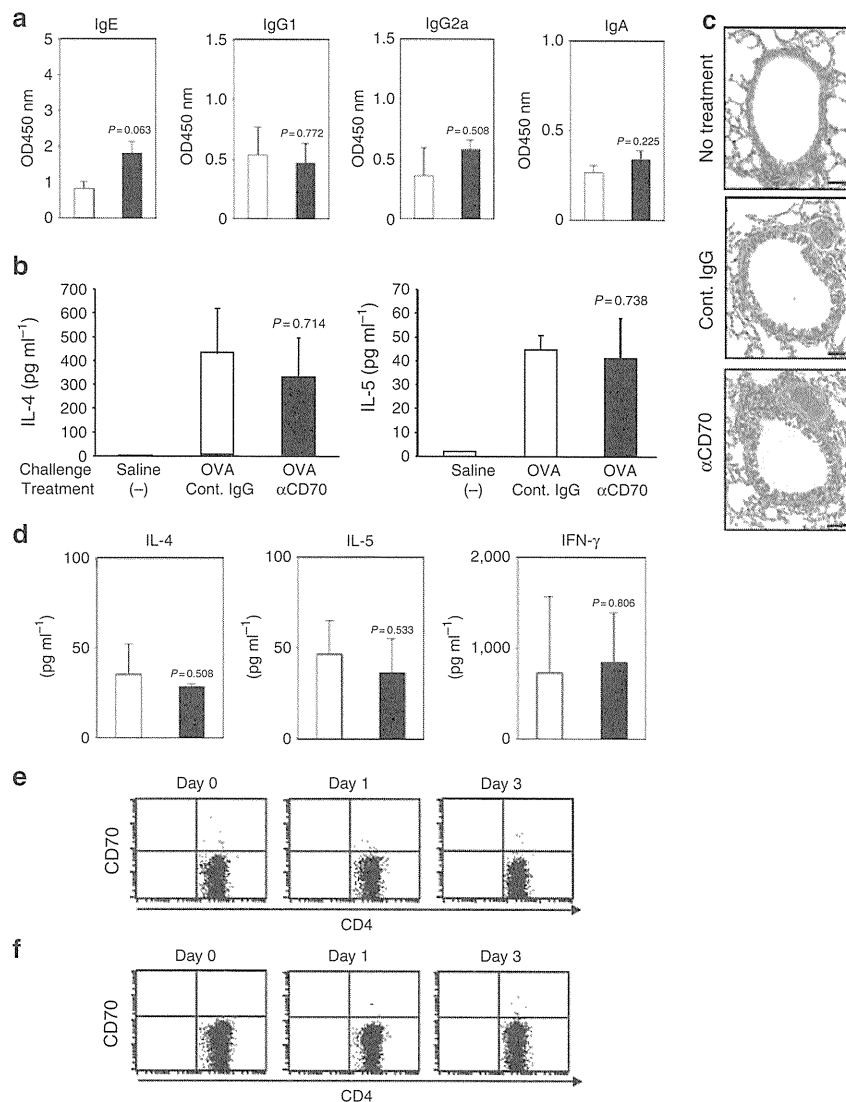 a
IgE
IgG1
IgG2a
IgA
OD450 nm
5
4
3
2
1
0
P=0.063
OD450 nm
1.5
1.0
0.5
0
P=0.772
OD450 nm
1.5
1.0
0.5
0
P=0.508
OD450 nm
1.0
0.5
0
P=0.225
b
IL-4 (pg ml−1)
700
600
500
400
300
200
100
0
P=0.714
IL-5 (pg ml−1)
70
60
50
40
30
20
10
0
P=0.738
Challenge Saline OVA OVA
Treatment (–) Cont. IgG αCD70
Saline OVA OVA
(–) Cont. IgG αCD70
c
No treatment
Cont. IgG
αCD70
d
IL-4
(pg ml−1)
100
50
0
P=0.508
IL-5
(pg ml−1)
100
50
0
P=0.533
IFN-γ
(pg ml−1)
2,000
1,000
0
P=0.806
e
Day 0 Day 1 Day 3
CD70
CD4
f
Day 0 Day 1 Day 3
CD70
CD4